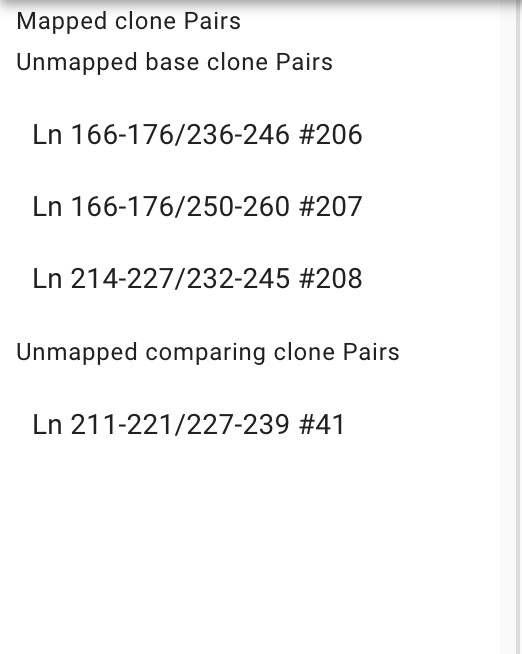 Mapped clone Pairs
Unmapped base clone Pairs
Ln 166-176/236-246 #206
Ln 166-176/250-260 #207
Ln 214-227/232-245 #208
Unmapped comparing clone Pairs
Ln 211-221/227-239 #41